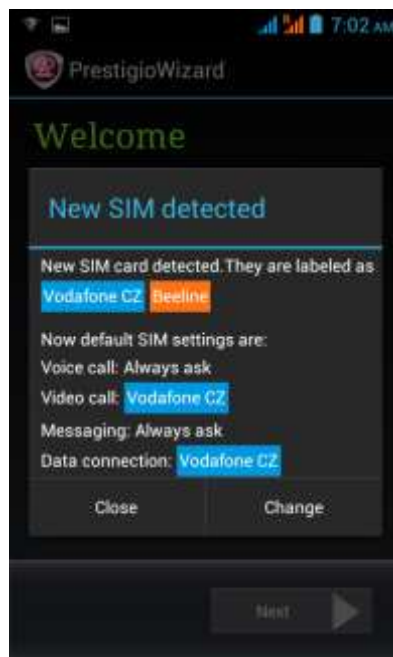 7:02 AM
PrestigioWizard
Welcome
New SIM detected
New SIM card detected.They are labeled as
Vodafone CZ Beeline
Now default SIM settings are:
Voice call: Always ask
Video call: Vodafone CZ
Messaging: Always ask
Data connection: Vodafone CZ
Close Change
Next